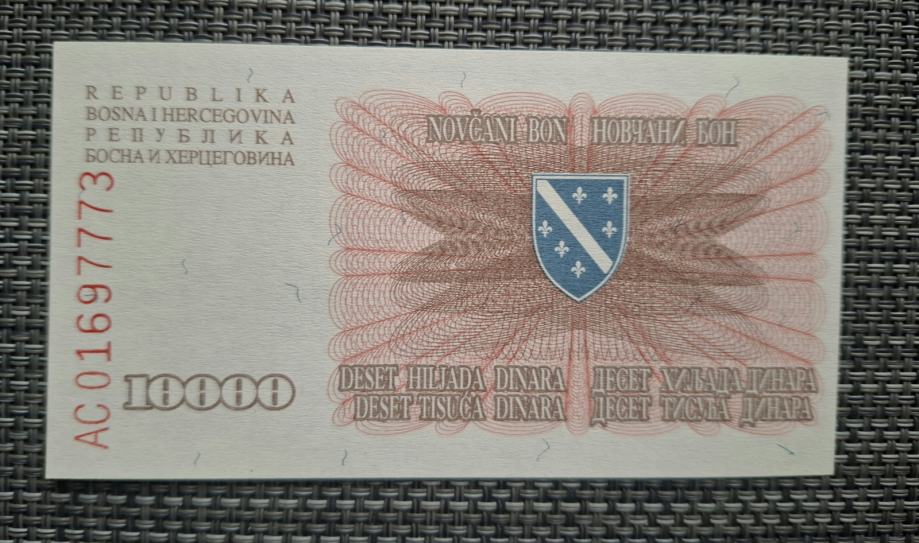 REPUBLIKA
BOSNA I HERCEGOVINA
РЕПУБЛИКА
БОСНА И ХЕРЦЕГОВИНА
AC01697773
10000
NOVČANI BON НОВЧАНИ БОН
DESET HILJADA DINARA ДЕСЕТ ХИЉАДА ДИНАРА
DESET TISUĆA DINARA ДЕСЕТ ТИСУЋА ДИНАРА